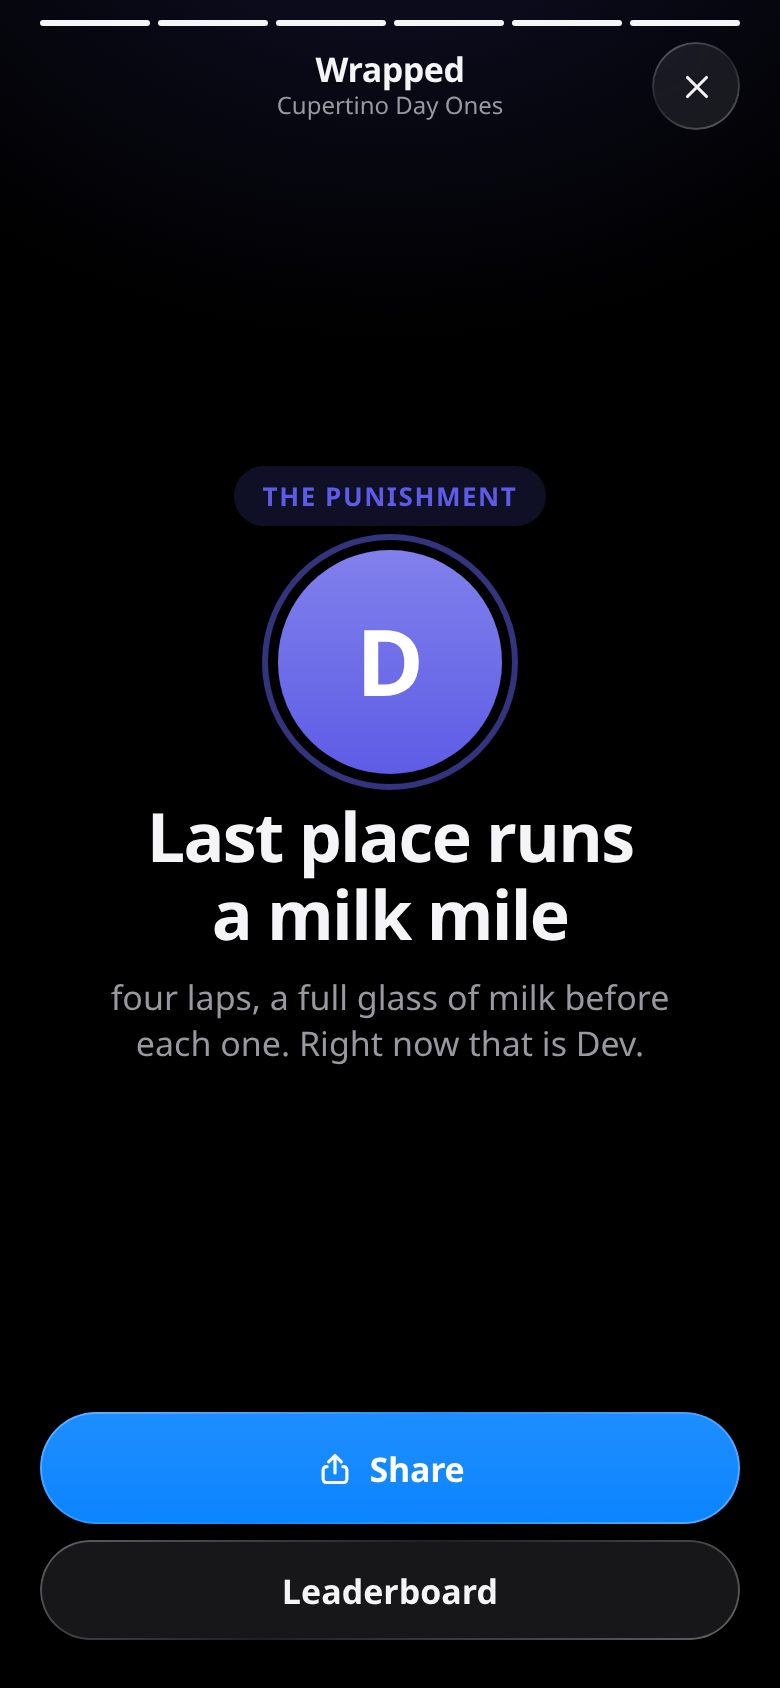 Wrapped
Cupertino Day Ones
THE PUNISHMENT
D
Last place runs
a milk mile
four laps, a full glass of milk before
each one. Right now that is Dev.
Share
Leaderboard